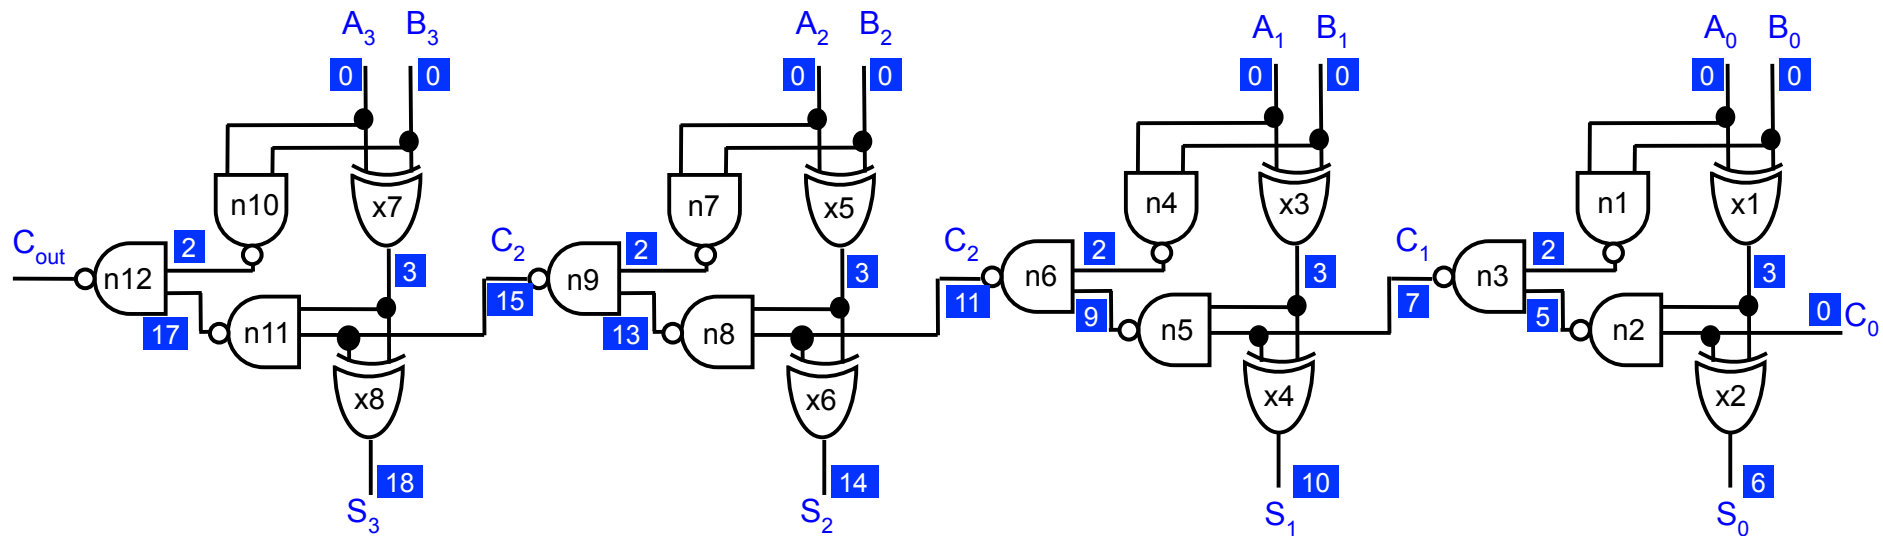 A3 B3 A2 B2 A1 B1 A0 B0
0 0 0 0 0 0 0 0
n10 x7 n7 x5 n4 x3 n1 x1
Cout 2 C2 2 C2 2 C1 2
n12 3 n9 3 n6 3 n3 3
17 n11 15 13 n8 11 9 n5 7 5 n2 0 C0
x8 x6 x4 x2
18 14 10 6
S3 S2 S1 S0